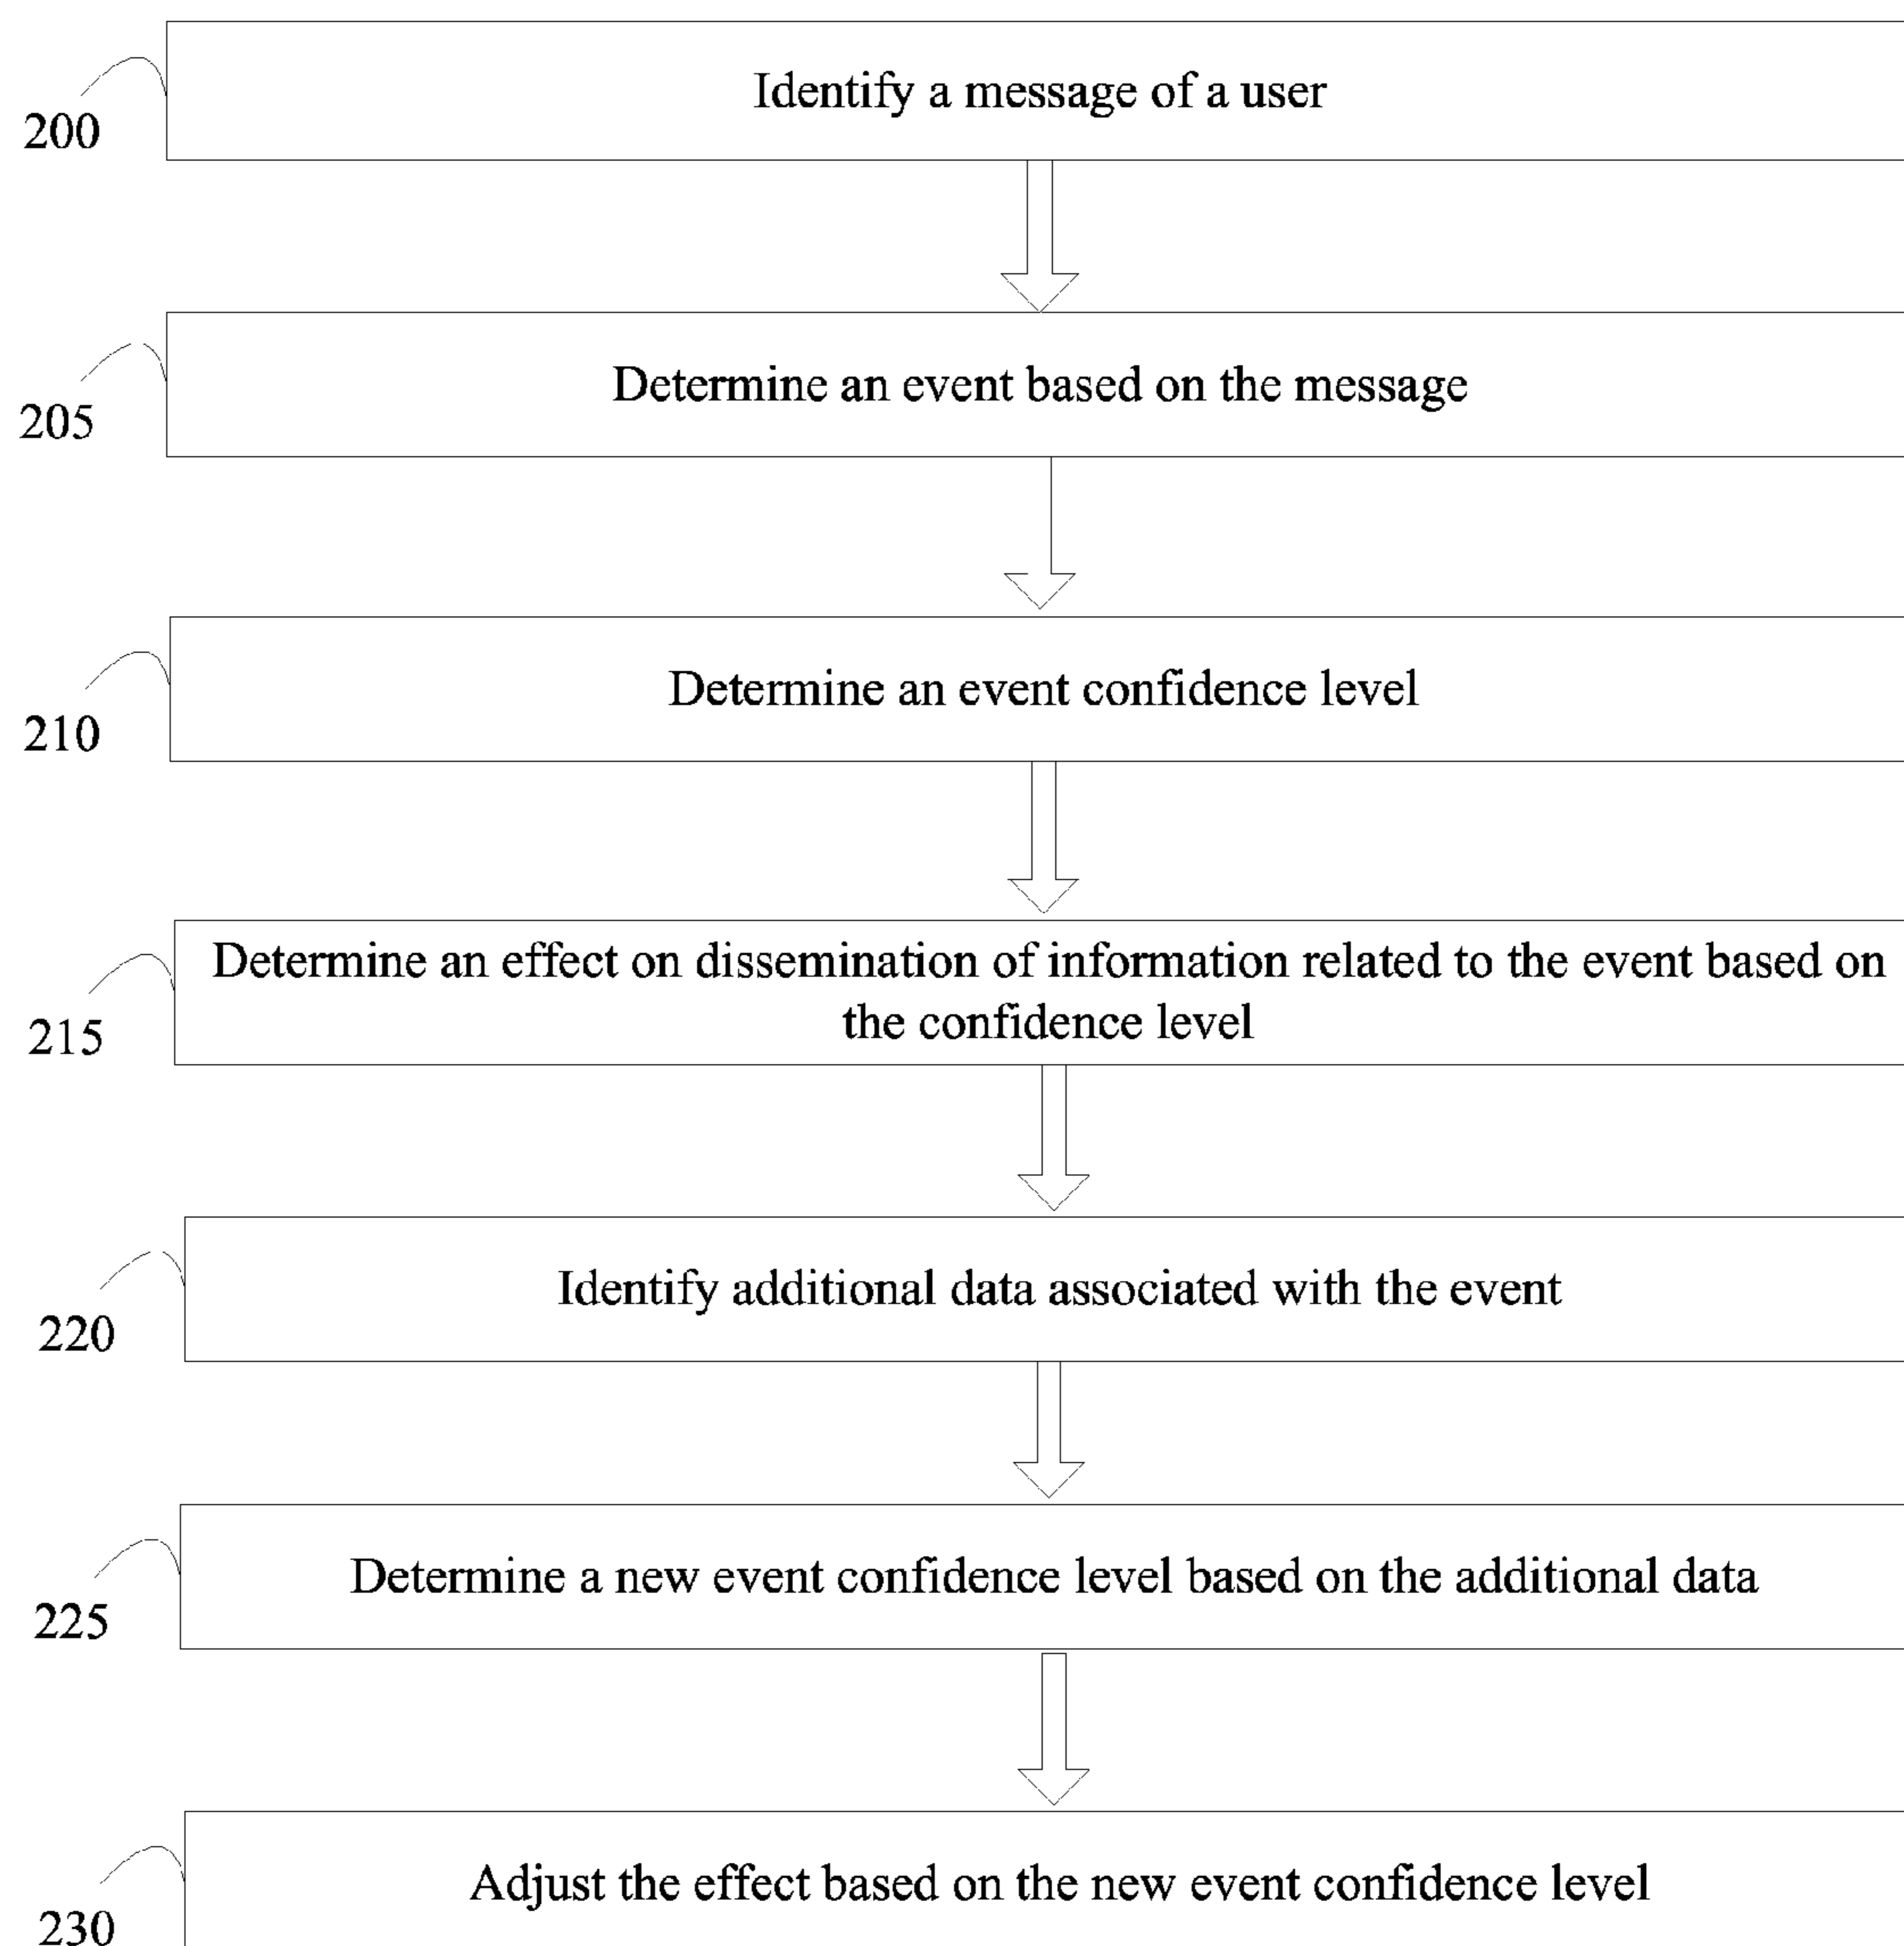 Identify a message of a user
200
Determine an event based on the message
205
Determine an event confidence level
210
Determine an effect on dissemination of information related to the event based on
the confidence level
215
Identify additional data associated with the event
220
Determine a new event confidence level based on the additional data
225
Adjust the effect based on the new event confidence level
230